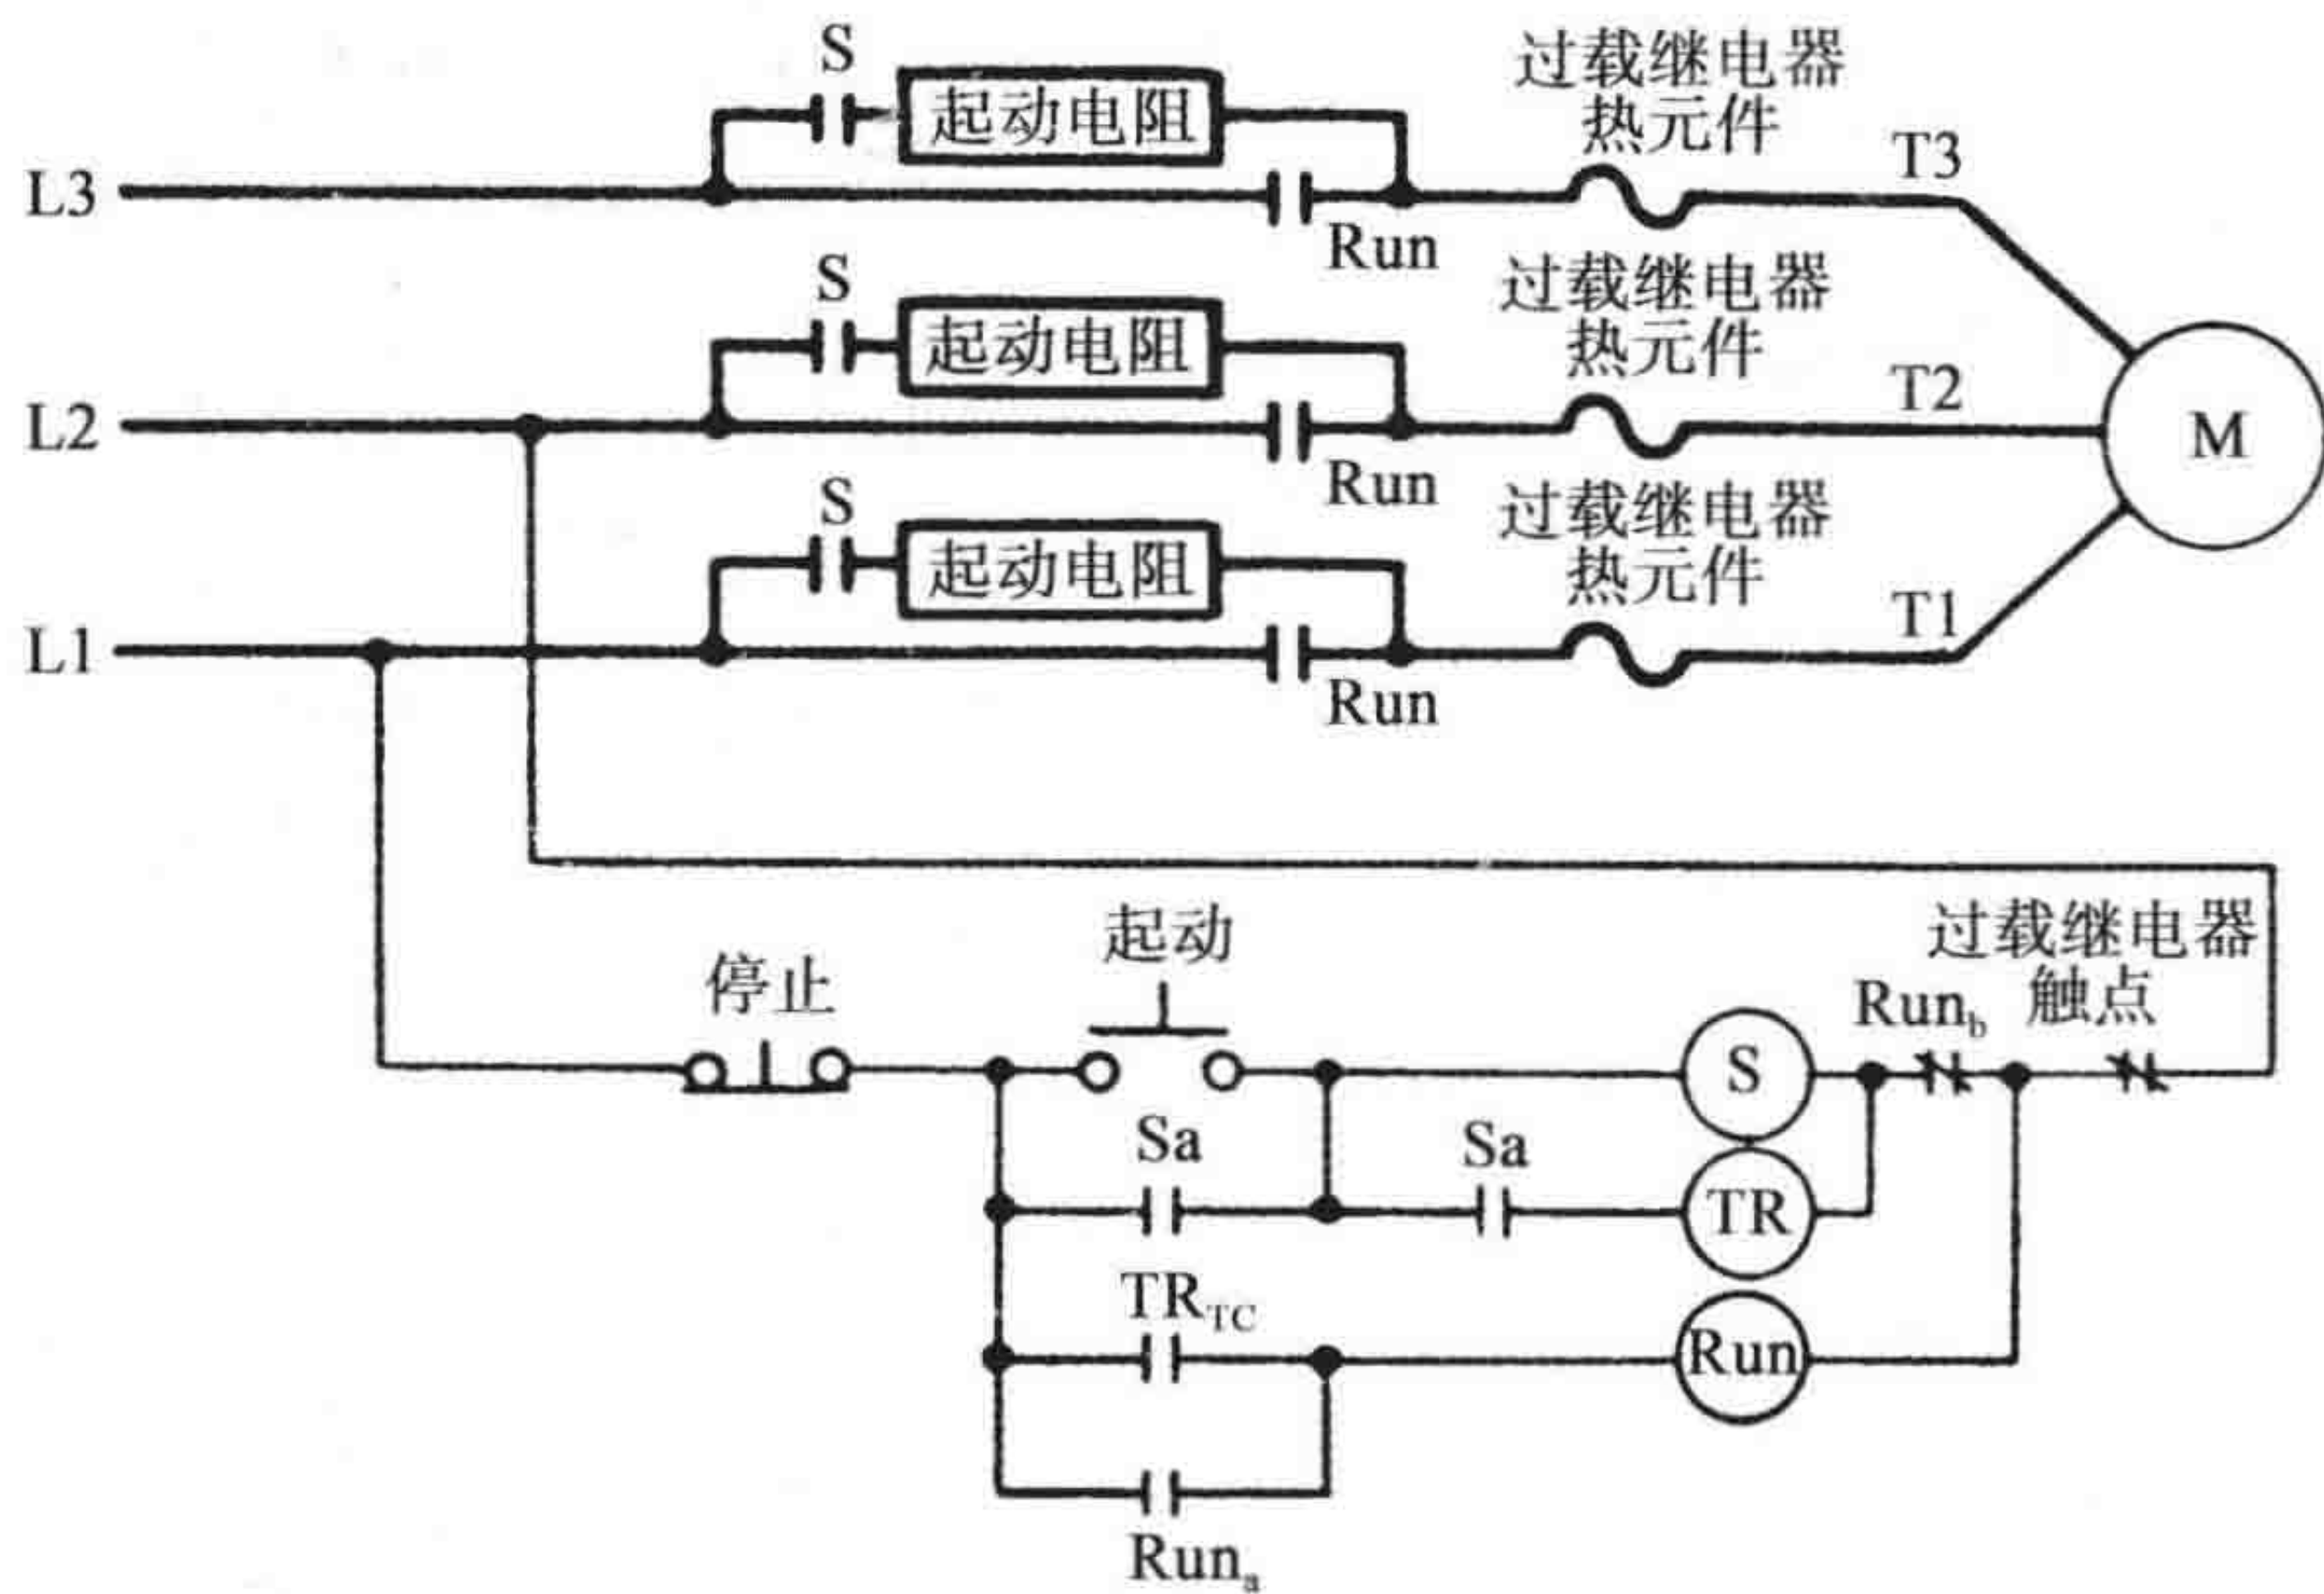 S
起动电阻
过载继电器
热元件
T3
L3
Run
S
起动电阻
过载继电器
热元件
T2
L2
Run
M
S
起动电阻
过载继电器
热元件
T1
L1
Run
起动
停止
过载继电器
触点
Runb
S
Sa
Sa
TR
TRTC
Run
Runa